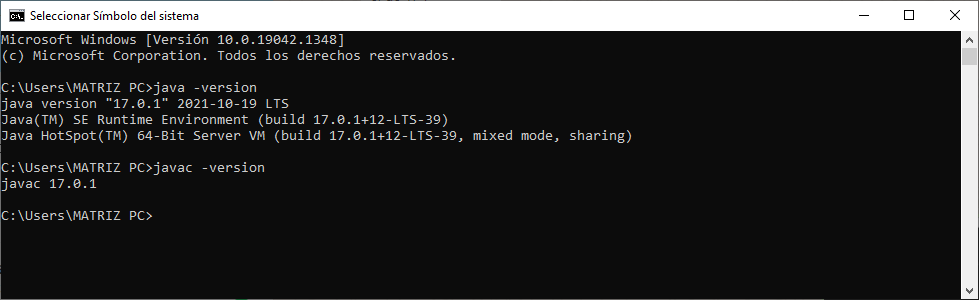 Seleccionar Símbolo del sistema
Microsoft Windows [Versión 10.0.19042.1348]
(c) Microsoft Corporation. Todos los derechos reservados.
C:\Users\MATRIZ PC>java -version
java version "17.0.1" 2021-10-19 LTS
Java(TM) SE Runtime Environment (build 17.0.1+12-LTS-39)
Java HotSpot(TM) 64-Bit Server VM (build 17.0.1+12-LTS-39, mixed mode, sharing)
C:\Users\MATRIZ PC>javac -version
javac 17.0.1
C:\Users\MATRIZ PC>